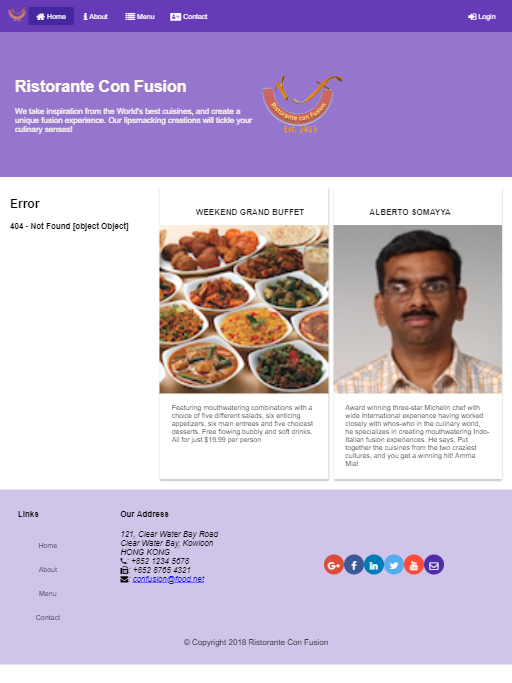 Home
About
Menu
Contact
Login
Ristorante Con Fusion
We take inspiration from the World's best cuisines, and create a
unique fusion experience. Our lipsmacking creations will tickle your
culinary senses!
Ristorante con Fusion
Error
404 - Not Found [object Object]
WEEKEND GRAND BUFFET
Featuring mouthwatering combinations with a
choice of five different salads, six enticing
appetizers, six main entrees and five choicest
desserts. Free flowing bubbly and soft drinks.
All for just $19.99 per person
ALBERTO SOMAYYA
Award winning three-star Michelin chef with
wide International experience having worked
closely with whos-who in the culinary world,
he specializes in creating mouthwatering Indo-
Italian fusion experiences. He says, Put
together the cuisines from the two craziest
cultures, and you get a winning hit! Amma
Mia!
Links
Home
About
Menu
Contact
Our Address
121, Clear Water Bay Road
Clear Water Bay, Kowloon
HONG KONG
: +852 1234 5678
: +852 8765 4321
: confusion@food.net
© Copyright 2018 Ristorante Con Fusion